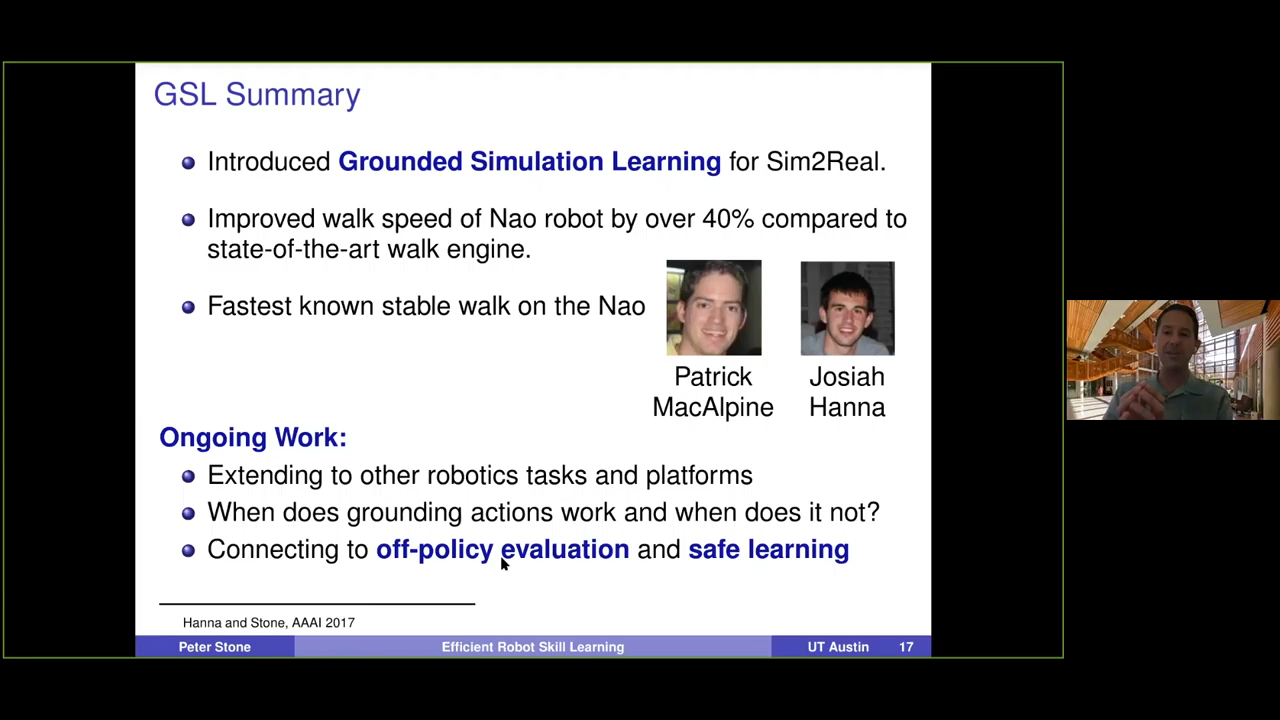 GSL Summary
Introduced Grounded Simulation Learning for Sim2Real.
Improved walk speed of Nao robot by over 40% compared to
state-of-the-art walk engine.
Fastest known stable walk on the Nao
Patrick
MacAlpine
Josiah
Hanna
Ongoing Work:
Extending to other robotics tasks and platforms
When does grounding actions work and when does it not?
Connecting to off-policy evaluation and safe learning
Hanna and Stone, AAAI 2017
Peter Stone
Efficient Robot Skill Learning
UT Austin
17